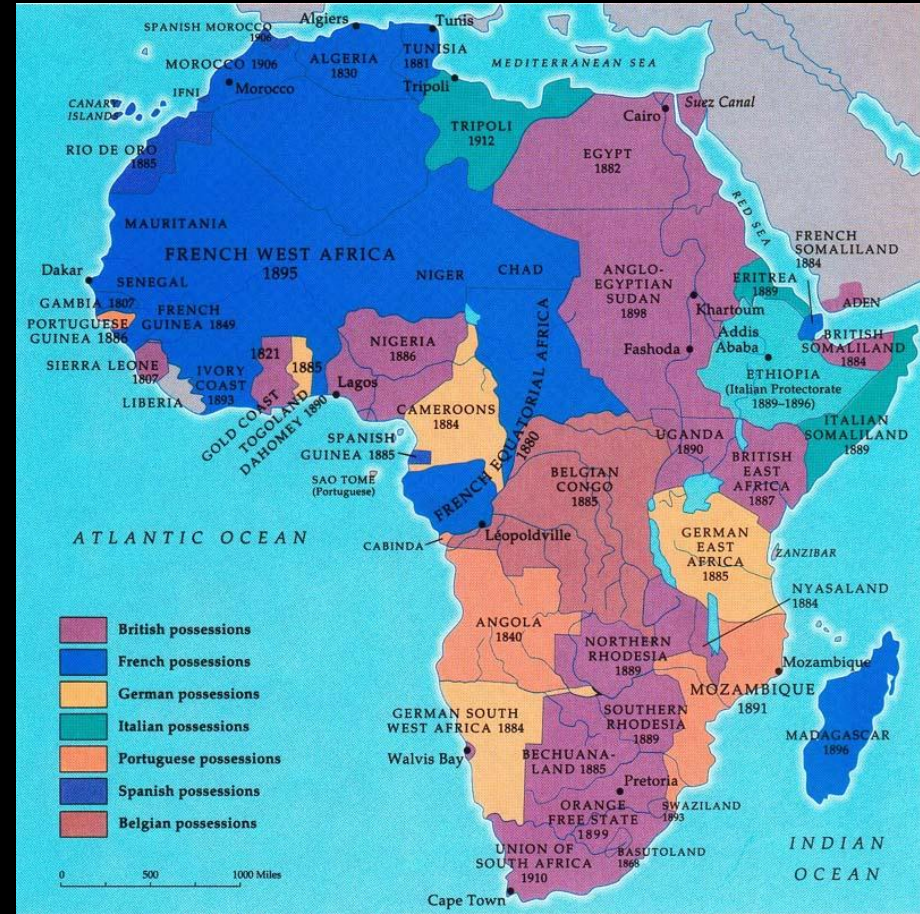 SPANISH MOROCCO
1906
Algiers
Tunis
MOROCCO 1906
ALGERIA
1830
TUNISIA
1881
MEDITERRANEAN SEA
IFNI
Morocco
Tripoli
CANARY
ISLANDS
TRIPOLI
1912
Cairo
Suez Canal
RIO DE ORO
1885
EGYPT
1882
MAURITANIA
RED SEA
FRENCH WEST AFRICA
1895
FRENCH
SOMALILAND
1884
Dakar
SENEGAL
NIGER
CHAD
ANGLO-
EGYPTIAN
SUDAN
1898
ERITREA
1889
ADEN
GAMBIA 1807
FRENCH
GUINEA 1849
PORTUGUESE
GUINEA 1886
Khartoum
Addis
Ababa
BRITISH
SOMALILAND
1884
SIERRA LEONE
1807
IVORY
COAST
1893
1821
1885
NIGERIA
1886
Fashoda
ETHIOPIA
(Italian Protectorate
1889–1896)
LIBERIA
GOLD COAST
TOGOLAND
DAHOMEY 1890
Lagos
CAMEROONS
1884
FRENCH EQUATORIAL AFRICA
1880
ITALIAN
SOMALILAND
1889
SPANISH
GUINEA 1885
UGANDA
1890
BRITISH
EAST
AFRICA
1887
SAO TOME
(Portuguese)
BELGIAN
CONGO
1885
ATLANTIC OCEAN
CABINDA
Léopoldville
GERMAN
EAST
AFRICA
1885
ZANZIBAR
NYASALAND
1884
ANGOLA
1840
NORTHERN
RHODESIA
1889
Mozambique
MOZAMBIQUE
1891
GERMAN SOUTH
WEST AFRICA 1884
SOUTHERN
RHODESIA
1889
MADAGASCAR
1896
Walvis Bay
BECHUANA-
LAND 1885
Pretoria
ORANGE
FREE STATE
1899
SWAZILAND
1893
UNION OF
SOUTH AFRICA
1910
BASUTOLAND
1868
INDIAN
OCEAN
Cape Town
British possessions
French possessions
German possessions
Italian possessions
Portuguese possessions
Spanish possessions
Belgian possessions
0 500 1000 Miles